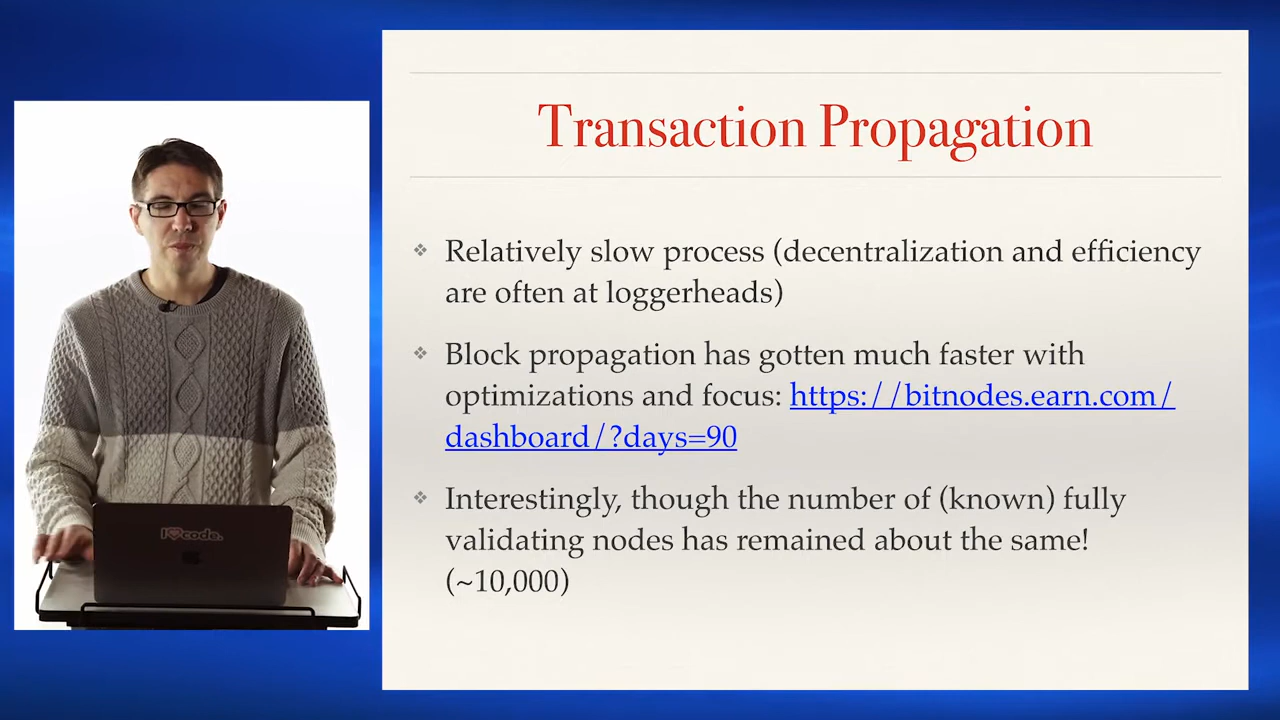 Transaction Propagation
Relatively slow process (decentralization and efficiency
are often at loggerheads)
Block propagation has gotten much faster with
optimizations and focus: https://bitnodes.earn.com/
dashboard/?days=90
Interestingly, though the number of (known) fully
validating nodes has remained about the same!
(~10,000)
I❤code.